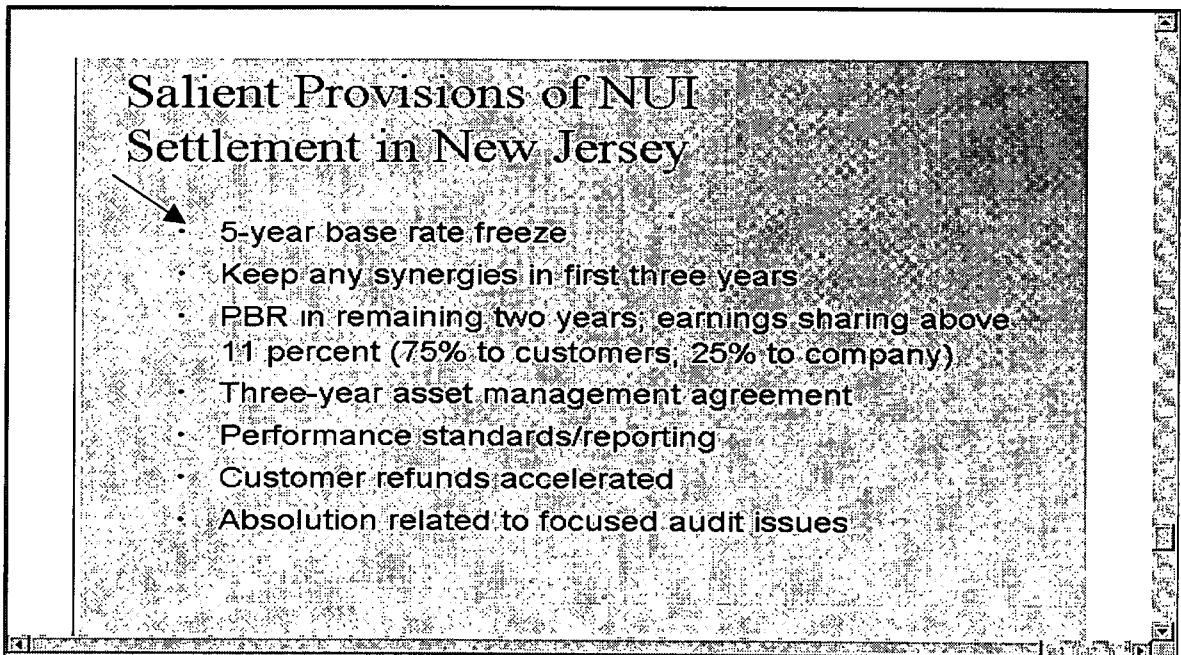 Salient Provisions of NUI
Settlement in New Jersey
· 5-year base rate freeze
· Keep any synergies in first three years
· PBR in remaining two years; earnings sharing above
11 percent (75% to customers, 25% to company)
· Three-year asset management agreement
· Performance standards/reporting
· Customer refunds accelerated
· Absolution related to focused audit issues